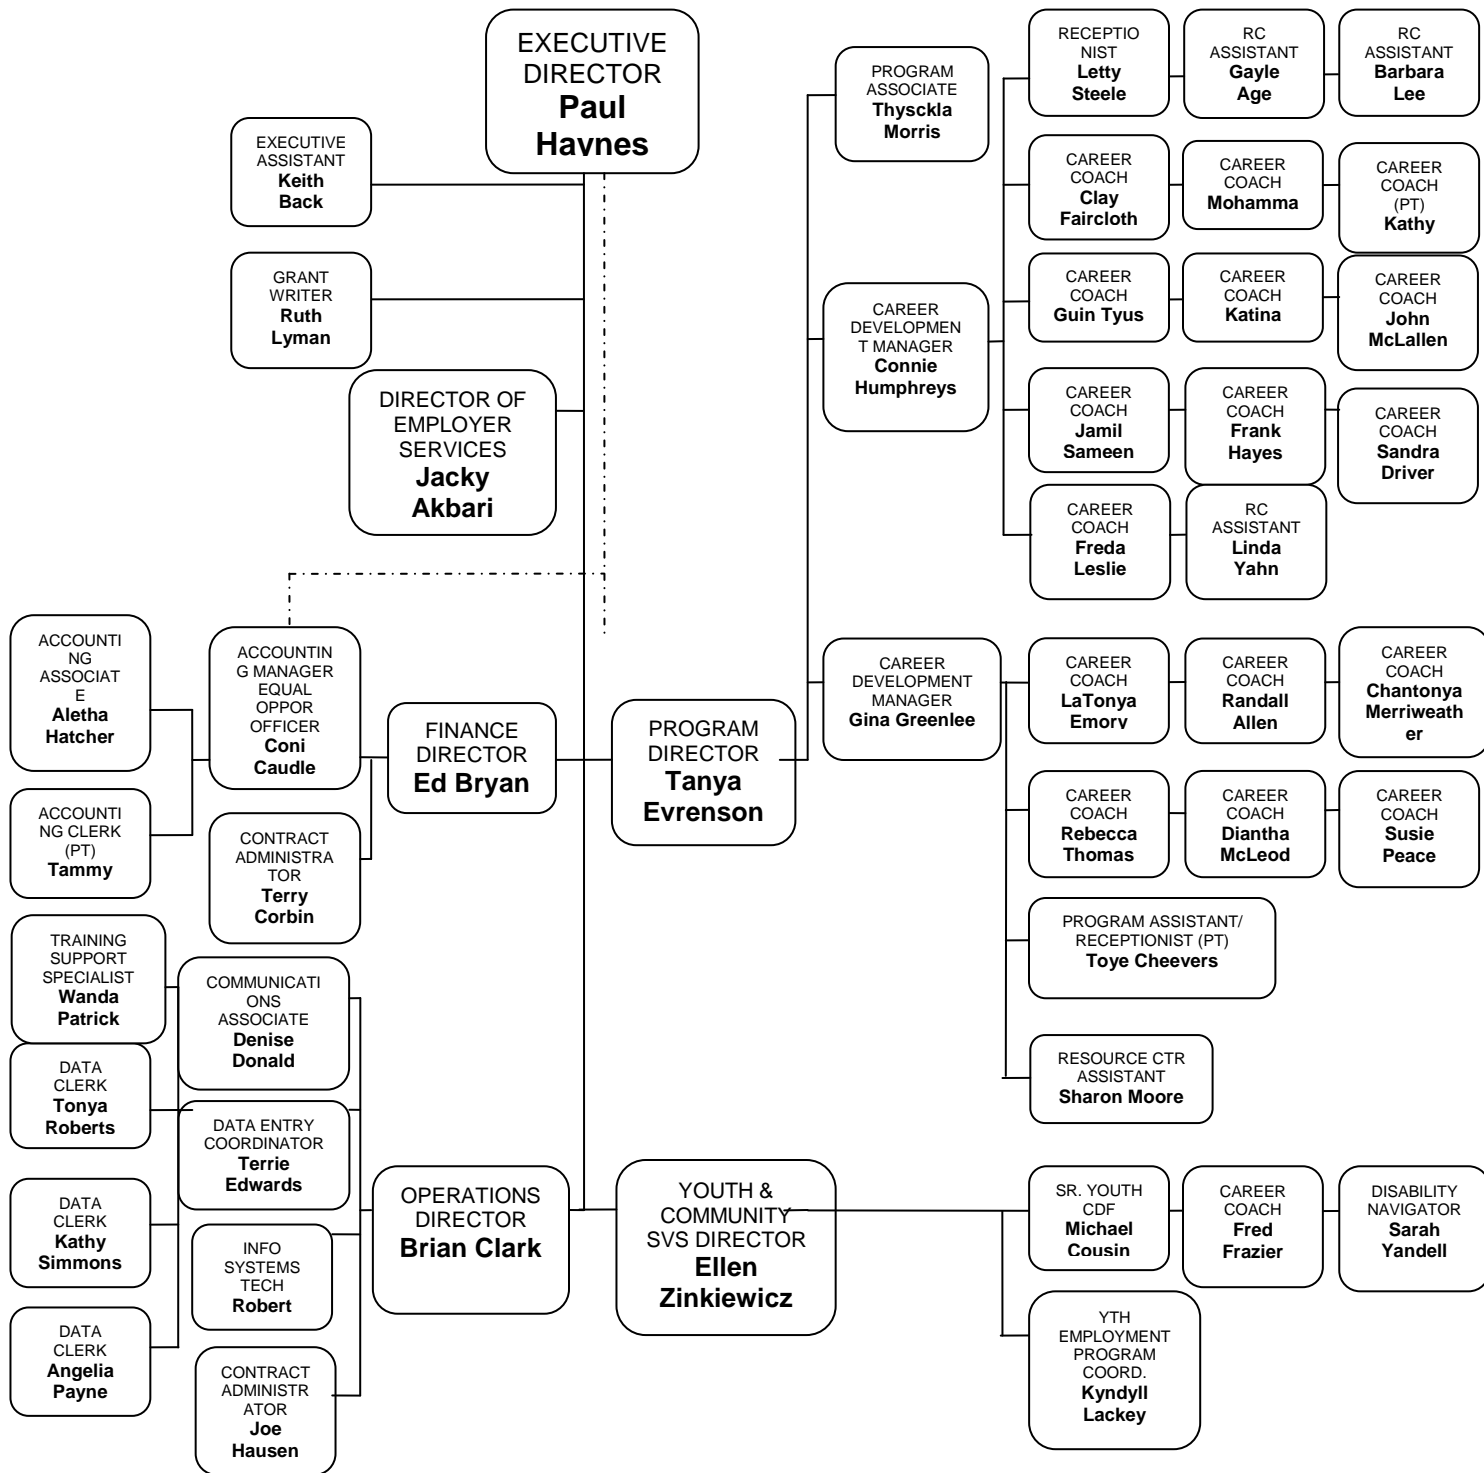 EXECUTIVE
DIRECTOR
Paul
Haynes
EXECUTIVE
ASSISTANT
Keith
Back
GRANT
WRITER
Ruth
Lyman
DIRECTOR OF
EMPLOYER
SERVICES
Jacky
Akbari
ACCOUNTI
NG
ASSOCIAT
E
Aletha
Hatcher
ACCOUNTIN
G MANAGER
EQUAL
OPPOR
OFFICER
Coni
Caudle
ACCOUNTI
NG CLERK
(PT)
Tammy
CONTRACT
ADMINISTRA
TOR
Terry
Corbin
FINANCE
DIRECTOR
Ed Bryan
PROGRAM
DIRECTOR
Tanya
Evrenson
TRAINING
SUPPORT
SPECIALIST
Wanda
Patrick
COMMUNICATI
ONS
ASSOCIATE
Denise
Donald
DATA
CLERK
Tonya
Roberts
DATA ENTRY
COORDINATOR
Terrie
Edwards
DATA
CLERK
Kathy
Simmons
INFO
SYSTEMS
TECH
Robert
DATA
CLERK
Angelia
Payne
CONTRACT
ADMINISTR
ATOR
Joe
Hausen
OPERATIONS
DIRECTOR
Brian Clark
YOUTH &
COMMUNITY
SVS DIRECTOR
Ellen
Zinkiewicz
PROGRAM
ASSOCIATE
Thysckla
Morris
CAREER
DEVELOPMEN
T MANAGER
Connie
Humphreys
CAREER
DEVELOPMENT
MANAGER
Gina Greenlee
RECEPTIO
NIST
Letty
Steele
RC
ASSISTANT
Gayle
Age
RC
ASSISTANT
Barbara
Lee
CAREER
COACH
Clay
Faircloth
CAREER
COACH
Mohamma
CAREER
COACH
(PT)
Kathy
CAREER
COACH
Guin Tyus
CAREER
COACH
Katina
CAREER
COACH
John
McLallen
CAREER
COACH
Jamil
Sameen
CAREER
COACH
Frank
Hayes
CAREER
COACH
Sandra
Driver
CAREER
COACH
Freda
Leslie
RC
ASSISTANT
Linda
Yahn
CAREER
COACH
LaTonya
Emory
CAREER
COACH
Randall
Allen
CAREER
COACH
Chantonya
Merriweath
er
CAREER
COACH
Rebecca
Thomas
CAREER
COACH
Diantha
McLeod
CAREER
COACH
Susie
Peace
PROGRAM ASSISTANT/
RECEPTIONIST (PT)
Toye Cheevers
RESOURCE CTR
ASSISTANT
Sharon Moore
SR. YOUTH
CDF
Michael
Cousin
CAREER
COACH
Fred
Frazier
DISABILITY
NAVIGATOR
Sarah
Yandell
YTH
EMPLOYMENT
PROGRAM
COORD.
Kyndyll
Lackey